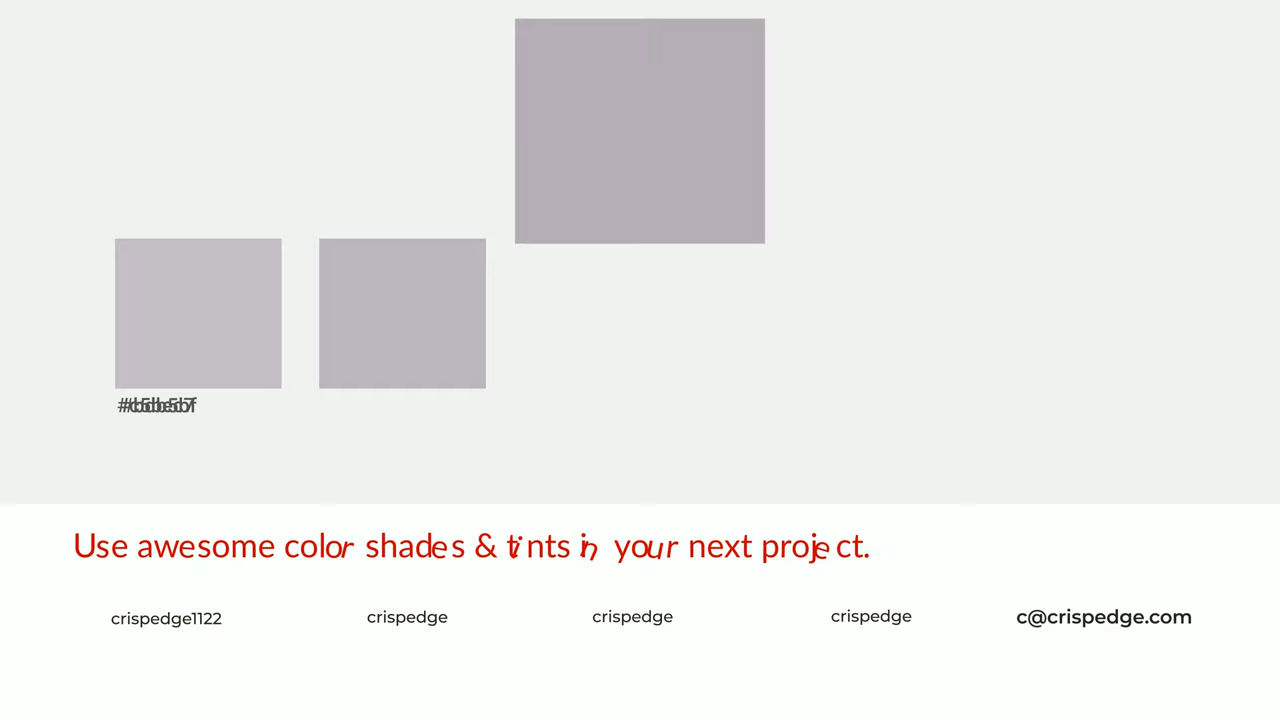 Use awesome color shades & tints in your next project.
crispedge1122 crispedge crispedge crispedge c@crispedge.com